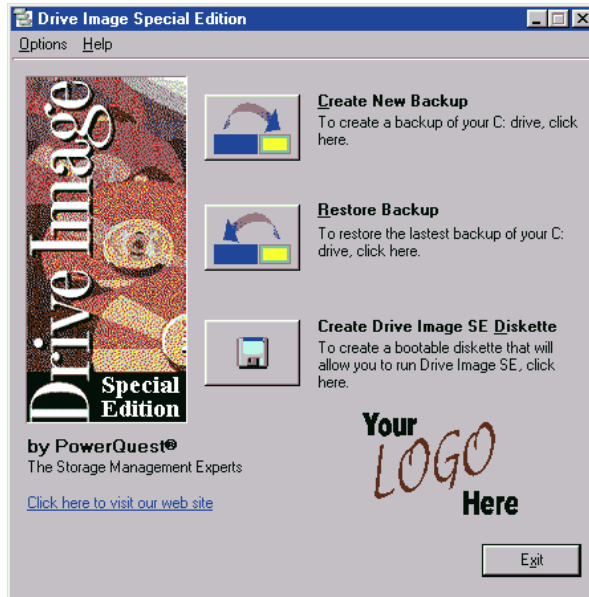 Drive Image Special Edition
Options Help
Drive Image
Special
Edition
by PowerQuest®
The Storage Management Experts
Click here to visit our web site
Create New Backup
To create a backup of your C: drive, click
here.
Restore Backup
To restore the lastest backup of your C:
drive, click here.
Create Drive Image SE Diskette
To create a bootable diskette that will
allow you to run Drive Image SE, click
here.
Your
LOGO
Here
Exit